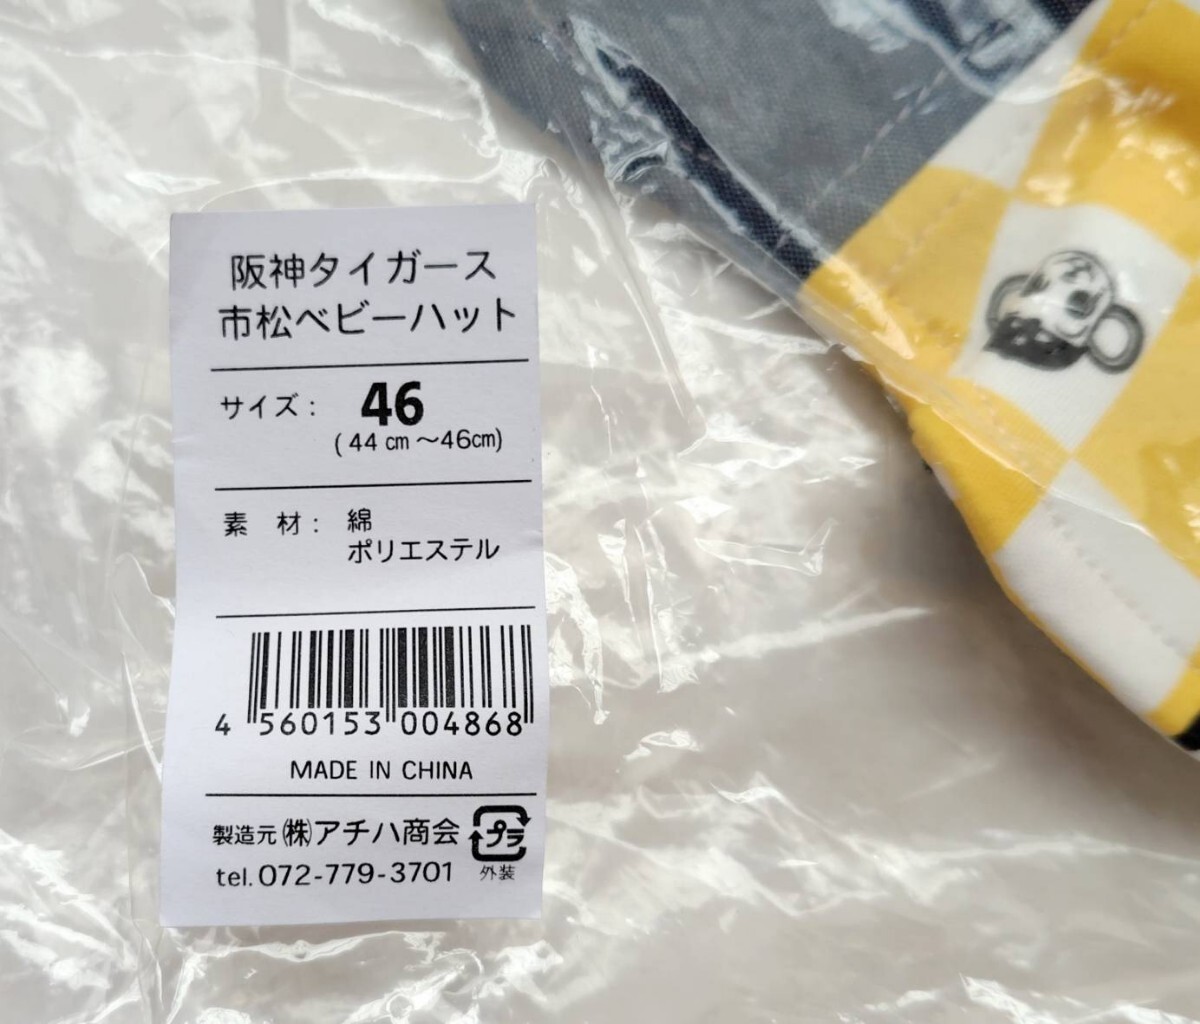 阪神タイガース
市松ベビーハット
サイズ： 46
(44㎝～46㎝)
素　材： 綿
ポリエステル
4 560153 004868
MADE IN CHINA
製造元 ㈱アチハ商会
プラ
tel. 072-779-3701
外装